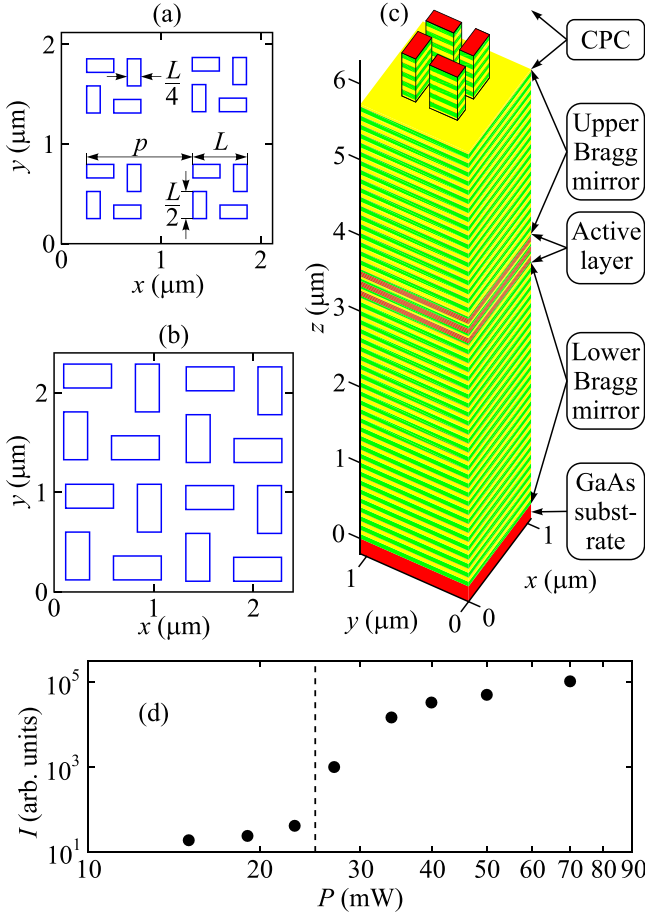 (a)
2
1
0
y (μm)
L
4
p
L
L
2
0
1
2
x (μm)
(b)
2
1
0
y (μm)
0
1
2
x (μm)
(c)
6
5
4
3
2
1
0
z (μm)
1
0
y (μm)
0
1
x (μm)
CPC
Upper
Bragg
mirror
Active
layer
Lower
Bragg
mirror
GaAs
subst-
rate
(d)
10⁵
10³
10¹
I (arb. units)
10 20 30 40 50 60 70 80 90
P (mW)